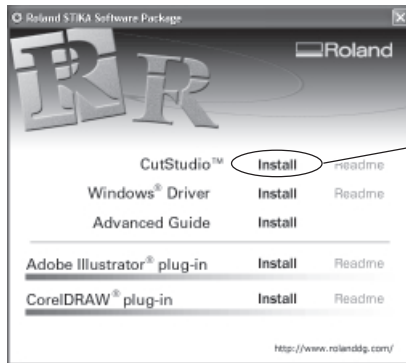 Roland STIKA Software Package
Roland
CutStudio™ Install Readme
Windows® Driver Install Readme
Advanced Guide Install
Adobe Illustrator® plug-in Install Readme
CorelDRAW® plug-in Install Readme
http://www.rolanddg.com/